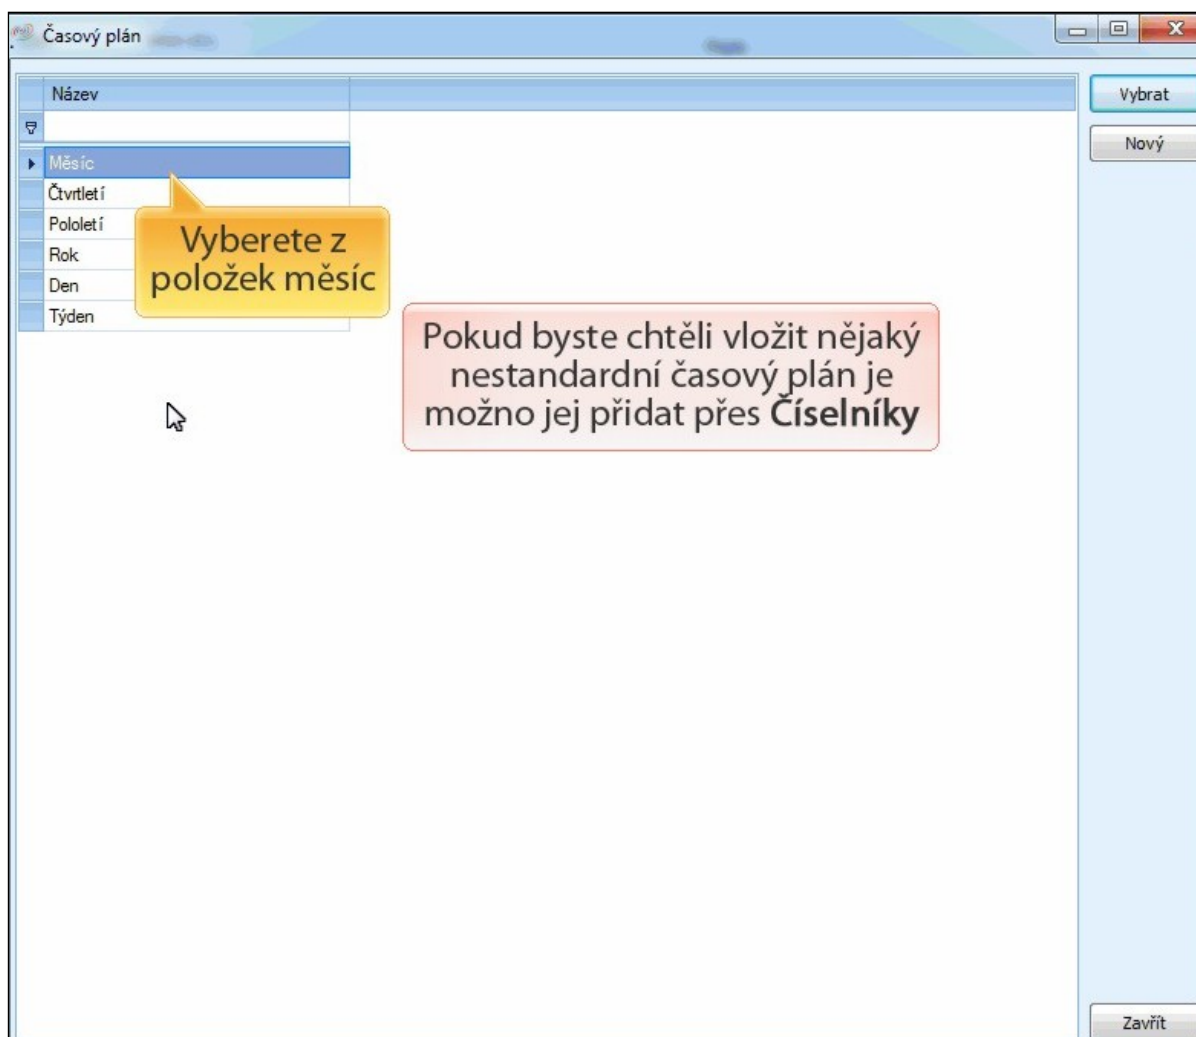 Časový plán
Název
Vybrat
Nový
Měsíc
Čtvrtletí
Pololetí
Rok
Den
Týden
Vyberete z
položek měsíc
Pokud byste chtěli vložit nějaký
nestandardní časový plán je
možno jej přidat přes Číselníky
Zavřít